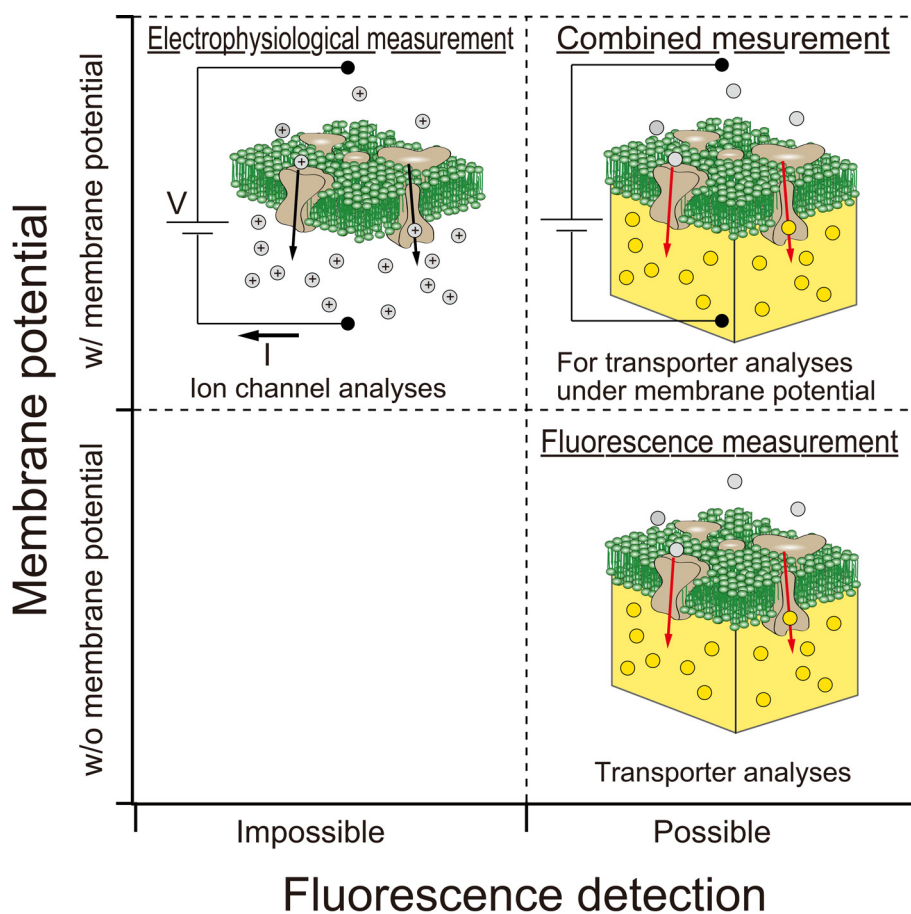 Electrophysiological measurement
Combined mesurement
V
I
Ion channel analyses
For transporter analyses
under membrane potential
Fluorescence measurement
Transporter analyses
Membrane potential
w/ membrane potential
w/o membrane potential
Impossible
Possible
Fluorescence detection